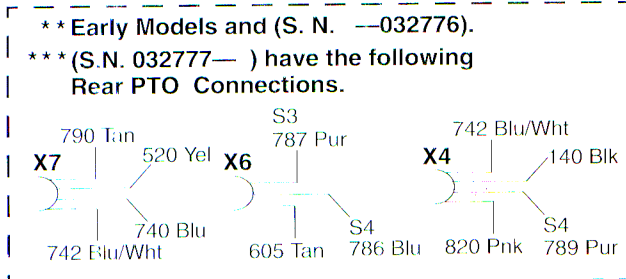 ** Early Models and (S. N. --032776).
*** (S.N. 032777— ) have the following
Rear PTO Connections.
X7
790 Tan
520 Yel
740 Blu
742 Blu/Wht
X6
S3
787 Pur
605 Tan
S4
786 Blu
X4
742 Blu/Wht
140 Blk
820 Pnk
S4
789 Pur